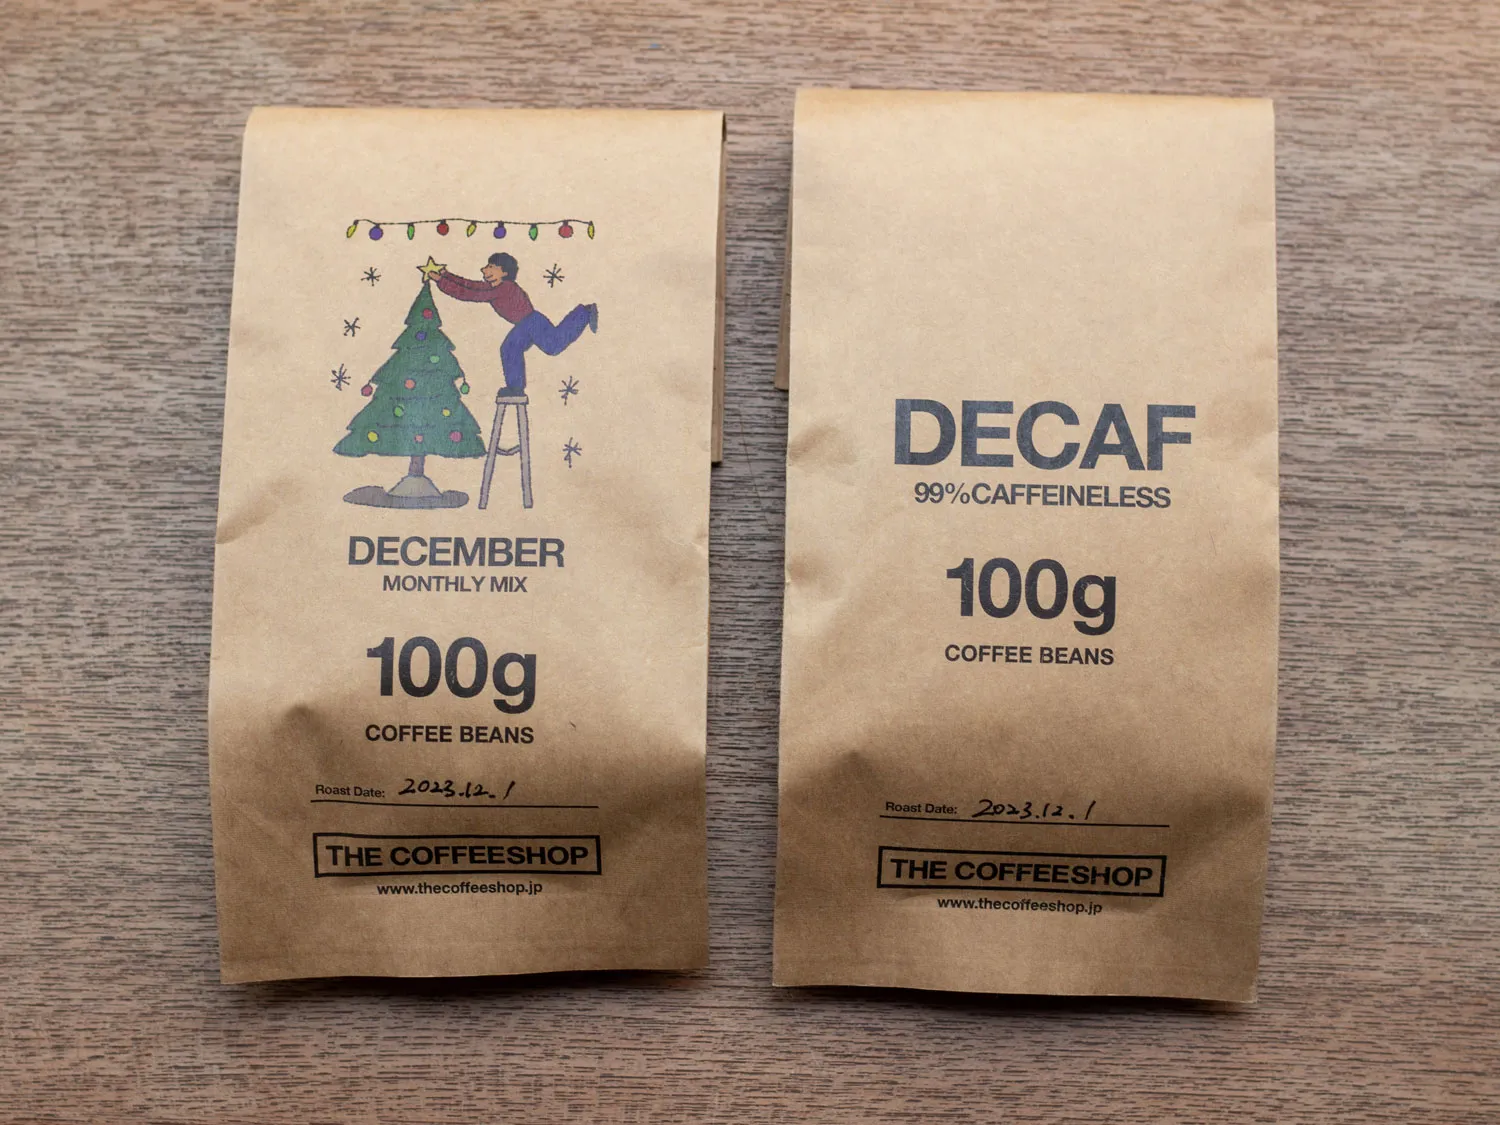 DECEMBER
MONTHLY MIX
100g
COFFEE BEANS
Roast Date: 2023.12.1
THE COFFEESHOP
www.thecoffeeshop.jp
DECAF
99%CAFFEINELESS
100g
COFFEE BEANS
Roast Date: 2023.12.1
THE COFFEESHOP
www.thecoffeeshop.jp